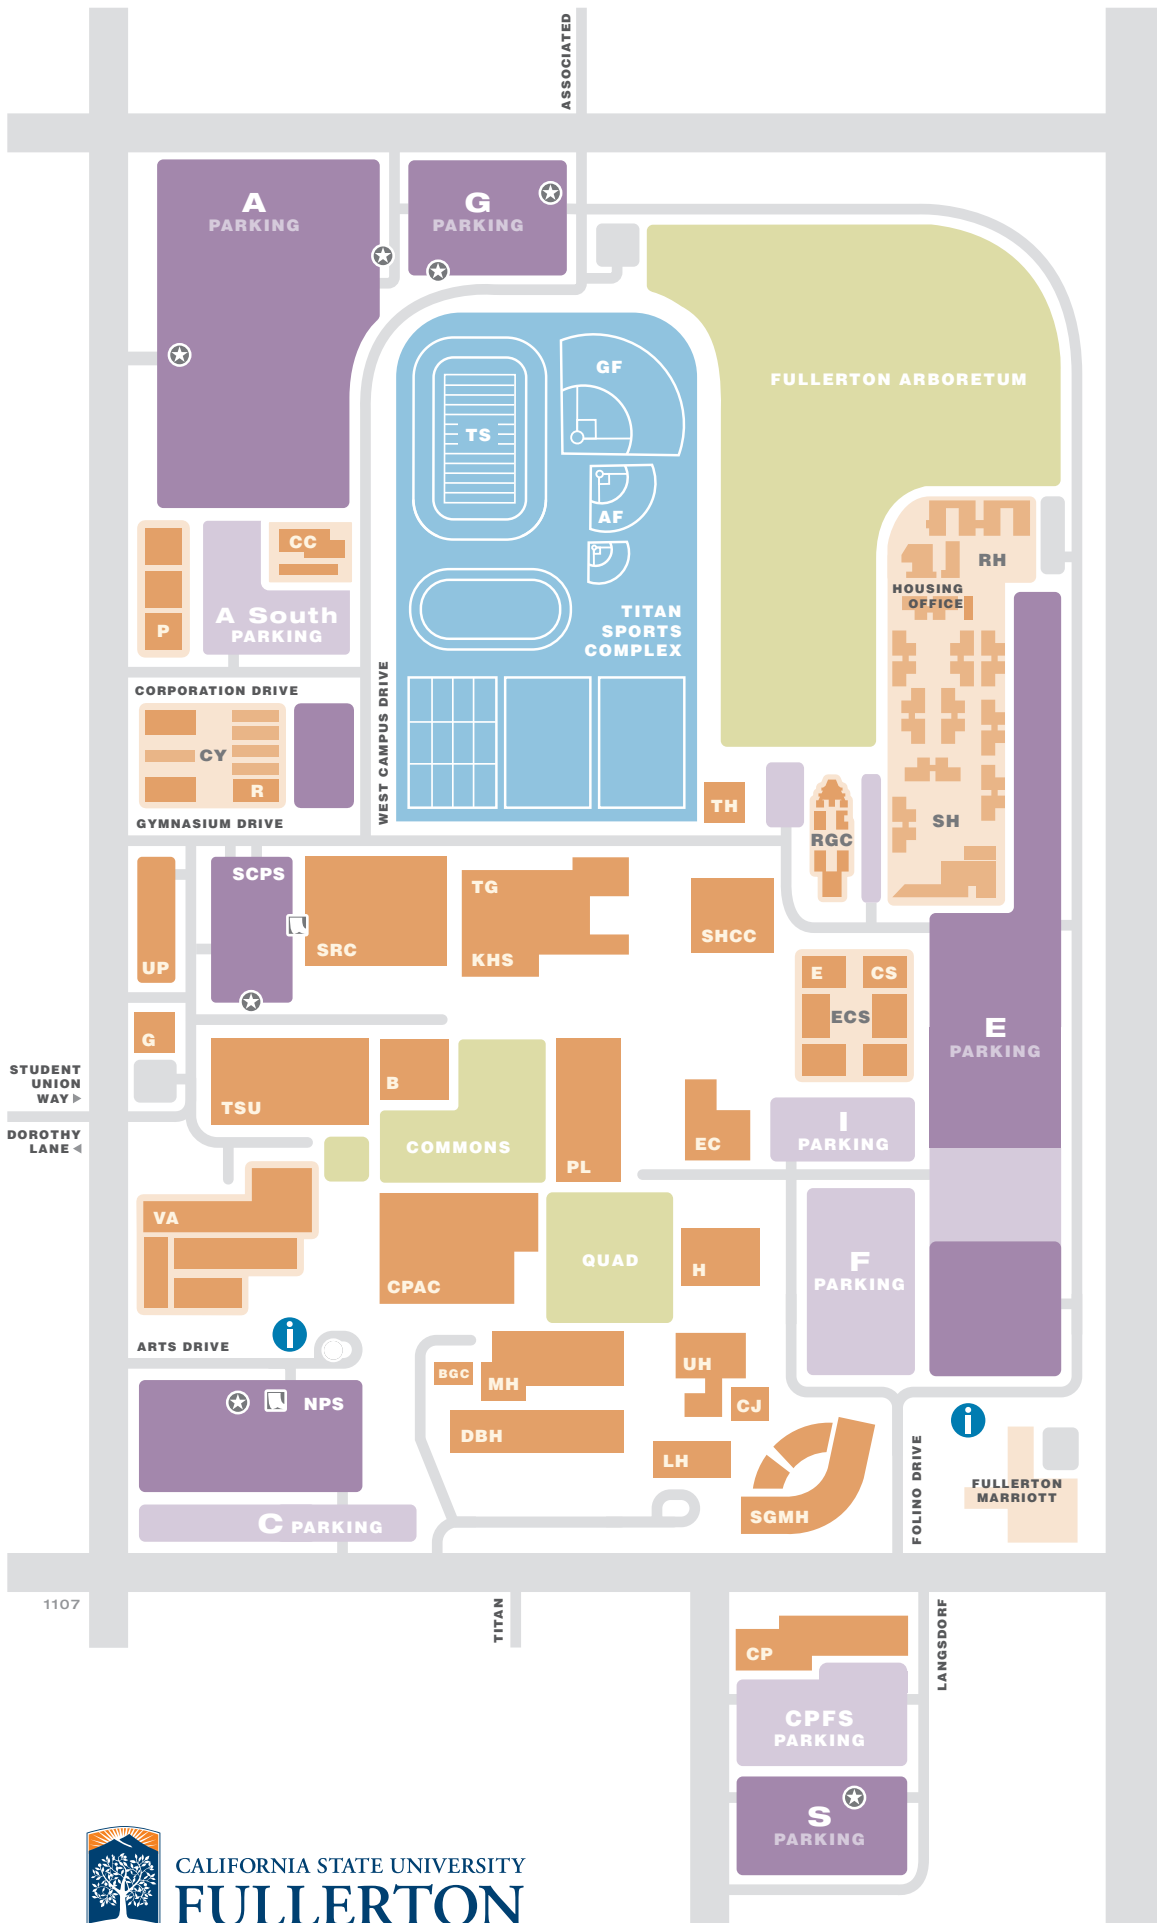 ASSOCIATED
A
PARKING
G
PARKING
GF
TS
FULLERTON ARBORETUM
AF
CC
RH
HOUSING
OFFICE
A South
PARKING
P
TITAN
SPORTS
COMPLEX
CORPORATION DRIVE
WEST CAMPUS DRIVE
CY
R
GYMNASIUM DRIVE
TH
RGC
SH
SCPS
TG
SRC
KHS
SHCC
UP
E
CS
ECS
G
E
PARKING
STUDENT
UNION
WAY
TSU
B
DOROTHY
LANE
COMMONS
PL
EC
I
PARKING
VA
CPAC
QUAD
H
F
PARKING
ARTS DRIVE
i
BGC
MH
UH
CJ
NPS
DBH
LH
SGMH
i
FOLINO DRIVE
FULLERTON
MARRIOTT
C PARKING
1107
TITAN
LANGSDORF
CP
CPFS
PARKING
S
PARKING
CALIFORNIA STATE UNIVERSITY
FULLERTON